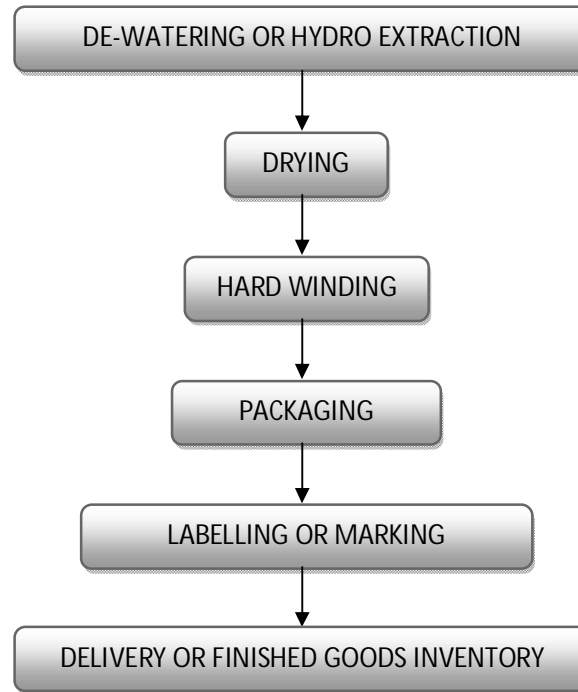 DE-WATERING OR HYDRO EXTRACTION
DRYING
HARD WINDING
PACKAGING
LABELLING OR MARKING
DELIVERY OR FINISHED GOODS INVENTORY